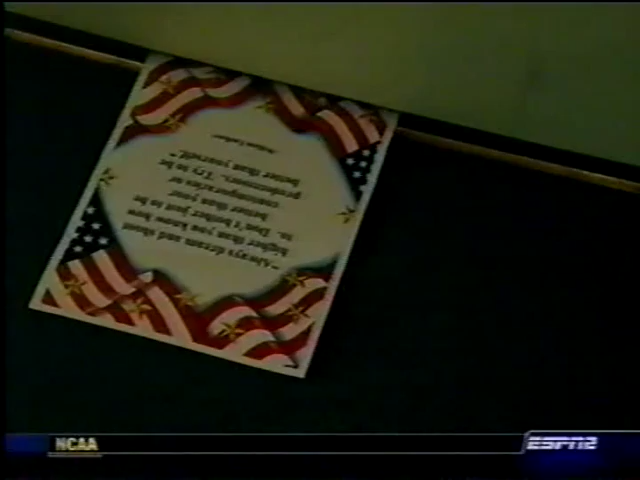 "Always dream and shoot
higher than you know how
to. Don't bother just to be
better than your
contemporaries or
predecessors. Try to be
better than yourself."
NCAA
ESPN2